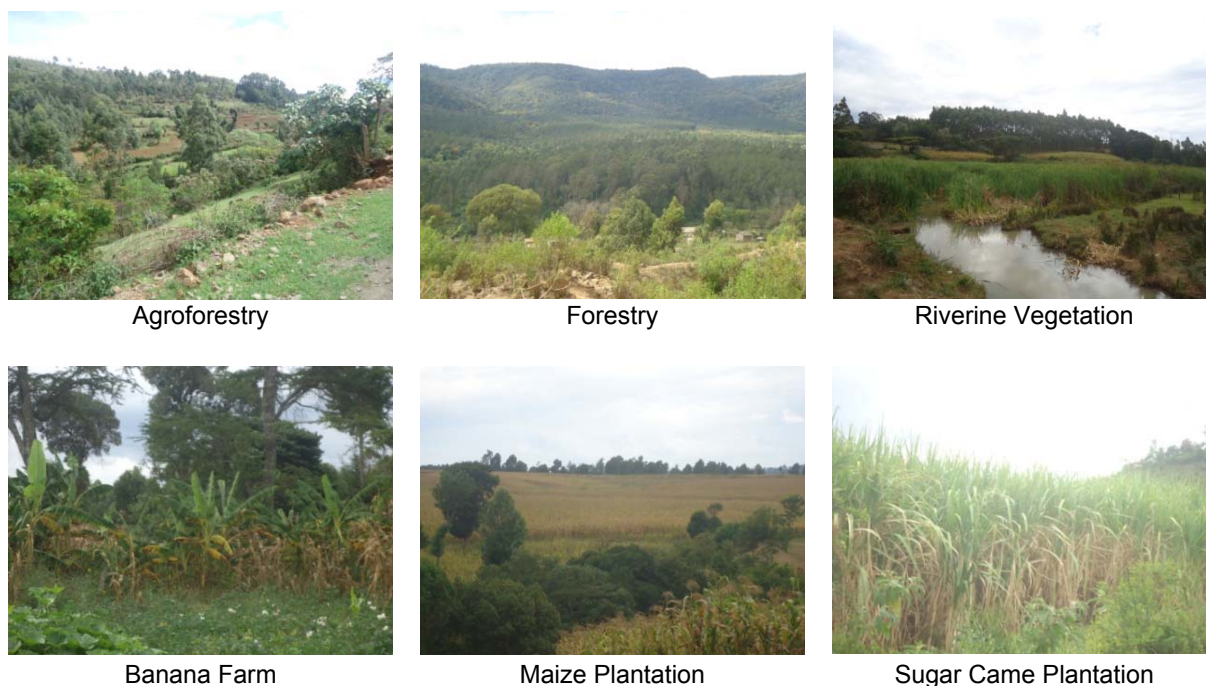 Agroforestry
Forestry
Riverine Vegetation
Banana Farm
Maize Plantation
Sugar Came Plantation